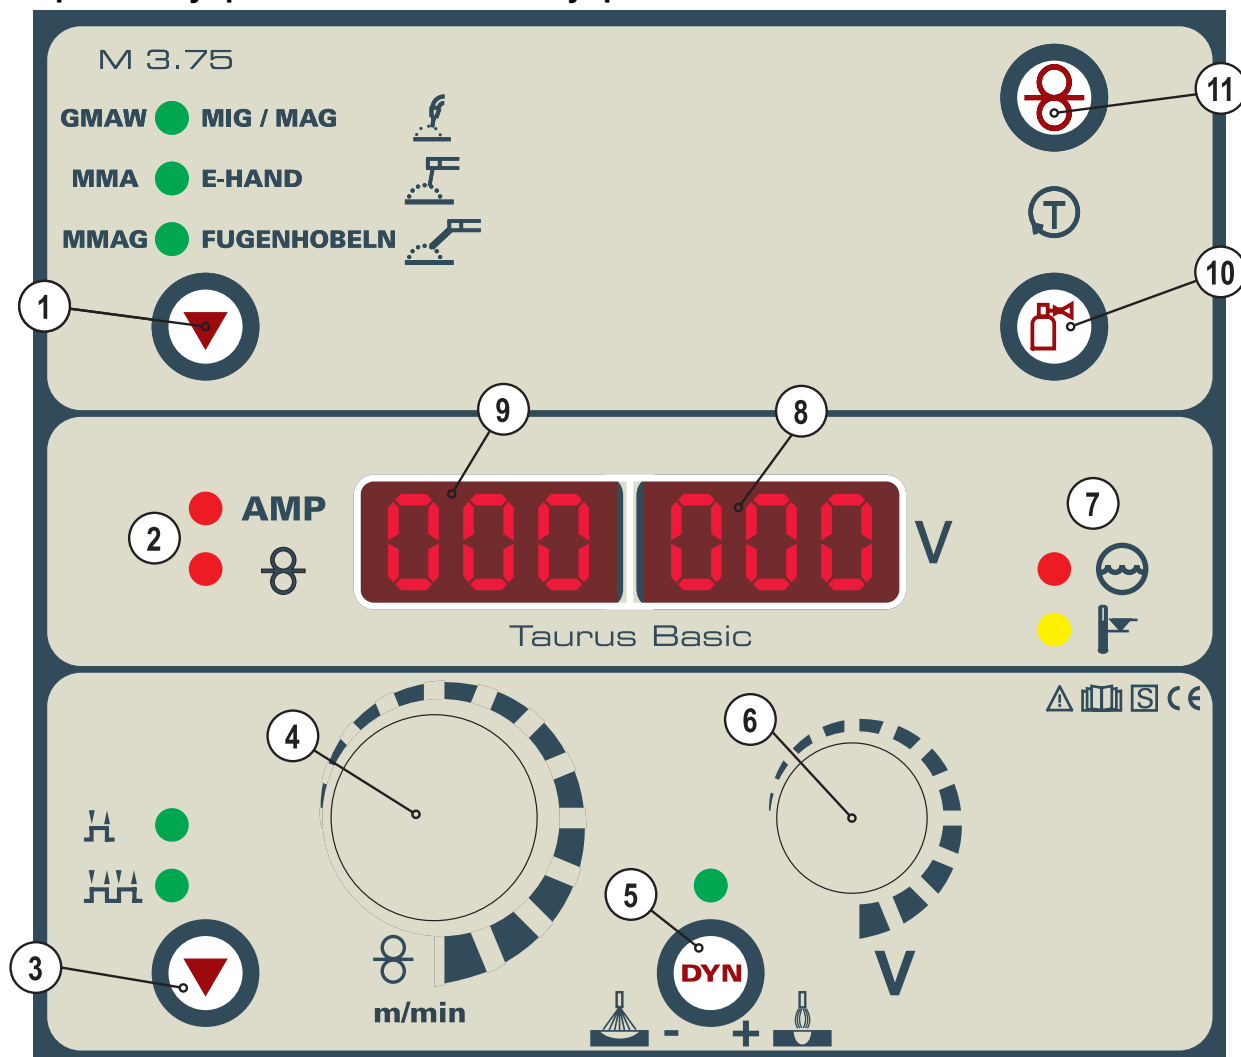 M 3.75
GMAW MIG / MAG
MMA E-HAND
MMAG FUGENHOBELN
11
T
10
1
9
8
AMP
2
000 000 V
7
Taurus Basic
S CE
4
6
5
3
DYN
V
m/min
- +